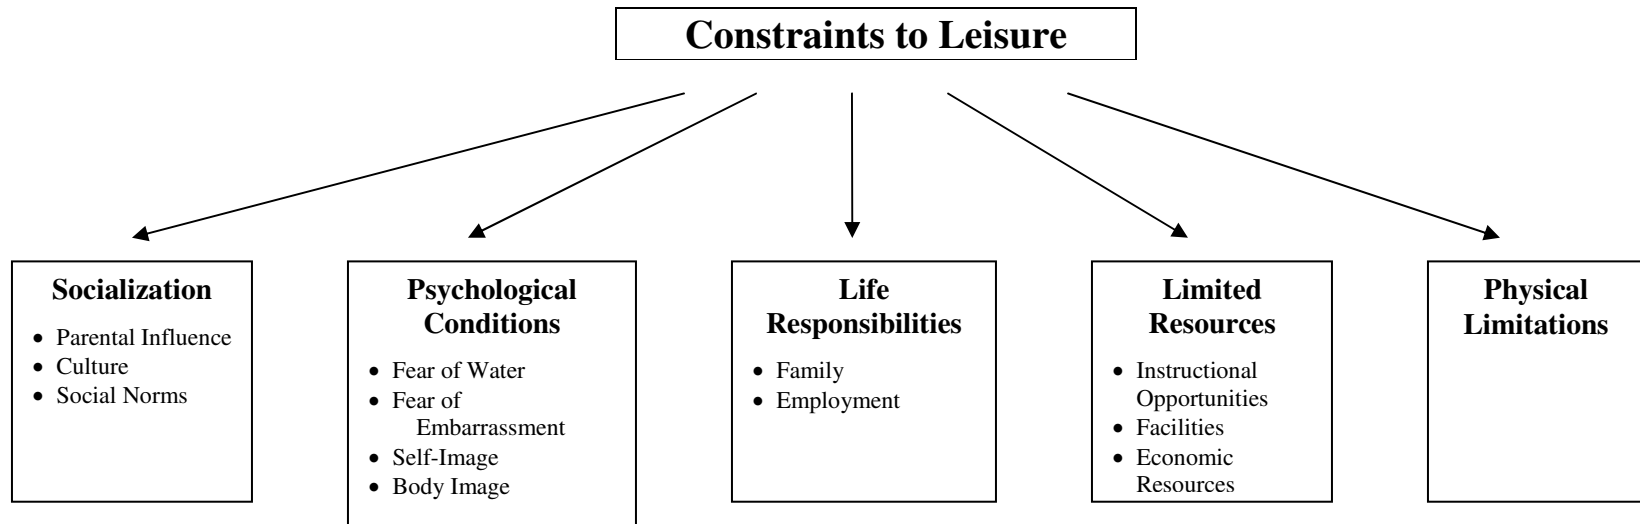 Constraints to Leisure
Socialization
• Parental Influence
• Culture
• Social Norms
Psychological
Conditions
• Fear of Water
• Fear of
Embarrassment
• Self-Image
• Body Image
Life
Responsibilities
• Family
• Employment
Limited
Resources
• Instructional
Opportunities
• Facilities
• Economic
Resources
Physical
Limitations